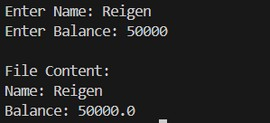 Enter Name: Reigen
Enter Balance: 50000
File Content:
Name: Reigen
Balance: 50000.0